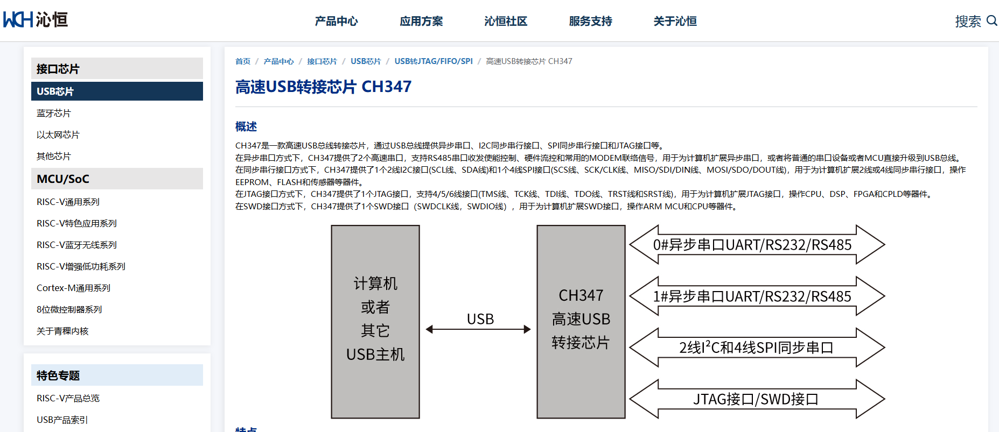 WCH沁恒
产品中心
应用方案
沁恒社区
服务支持
关于沁恒
搜索
接口芯片
USB芯片
蓝牙芯片
以太网芯片
其他芯片
MCU/SoC
RISC-V通用系列
RISC-V特色应用系列
RISC-V蓝牙无线系列
RISC-V增强低功耗系列
Cortex-M通用系列
8位微控制器系列
关于青稞内核
特色专题
RISC-V产品总览
USB产品索引
首页 / 产品中心 / 接口芯片 / USB芯片 / USB转JTAG/FIFO/SPI / 高速USB转接芯片 CH347
高速USB转接芯片 CH347
概述
CH347是一款高速USB总线转接芯片，通过USB总线提供异步串口、I2C同步串行接口、SPI同步串行接口和JTAG接口等。
在异步串口方式下，CH347提供了2个高速串口，支持RS485串口收发使能控制、硬件流控和常用的MODEM联络信号，用于为计算机扩展异步串口，或者将普通的串口设备或者MCU直接升级到USB总线。
在同步串行接口方式下，CH347提供了1个2线I2C接口(SCL线、SDA线)和1个4线SPI接口(SCS线、SCK/CLK线、MISO/SDI/DIN线、MOSI/SDO/DOUT线)，用于为计算机扩展2线或4线同步串行接口，操作
EEPROM、FLASH和传感器等器件。
在JTAG接口方式下，CH347提供了1个JTAG接口，支持4/5/6线接口(TMS线、TCK线、TDI线、TDO线、TRST线和SRST线)，用于为计算机扩展JTAG接口，操作CPU、DSP、FPGA和CPLD等器件。
在SWD接口方式下，CH347提供了1个SWD接口（SWDCLK线，SWDIO线），用于为计算机扩展SWD接口，操作ARM MCU和CPU等器件。
计算机
或者
其它
USB主机
USB
CH347
高速USB
转接芯片
0#异步串口UART/RS232/RS485
1#异步串口UART/RS232/RS485
2线I²C和4线SPI同步串口
JTAG接口/SWD接口
特点